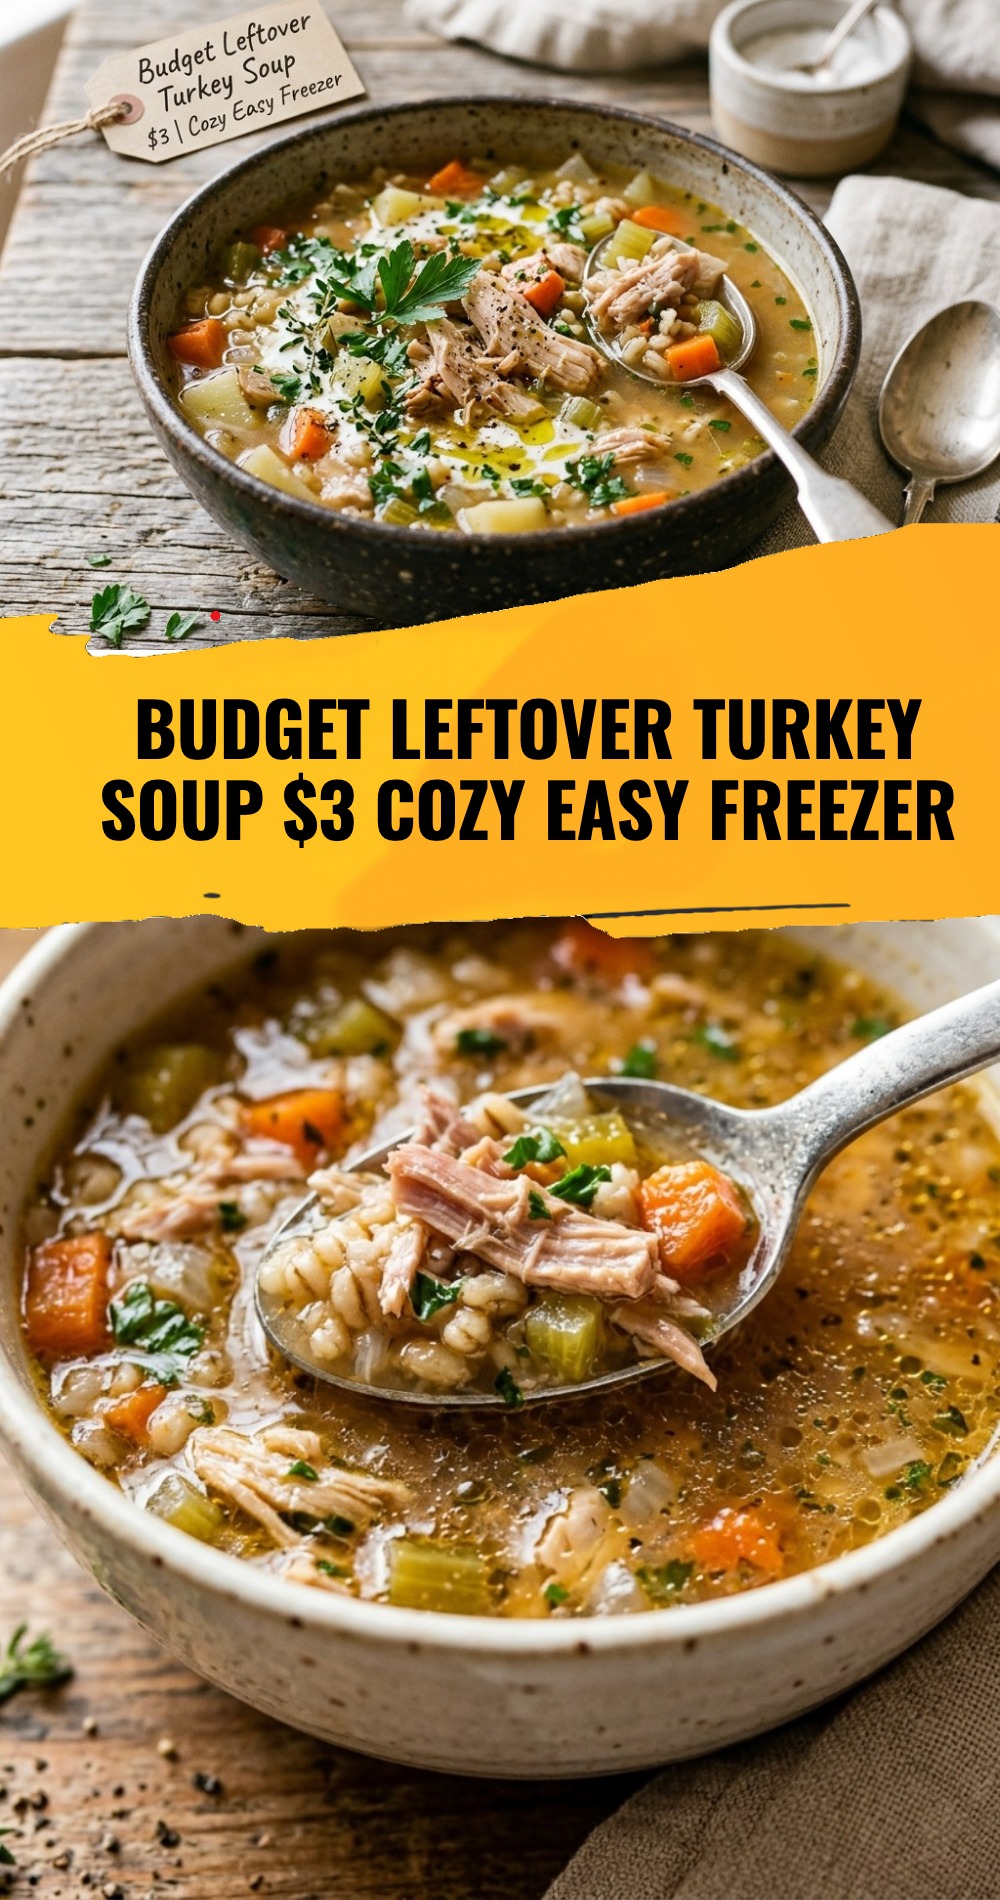 Budget Leftover
Turkey Soup
$3 | Cozy Easy Freezer
BUDGET LEFTOVER TURKEY
SOUP $3 COZY EASY FREEZER